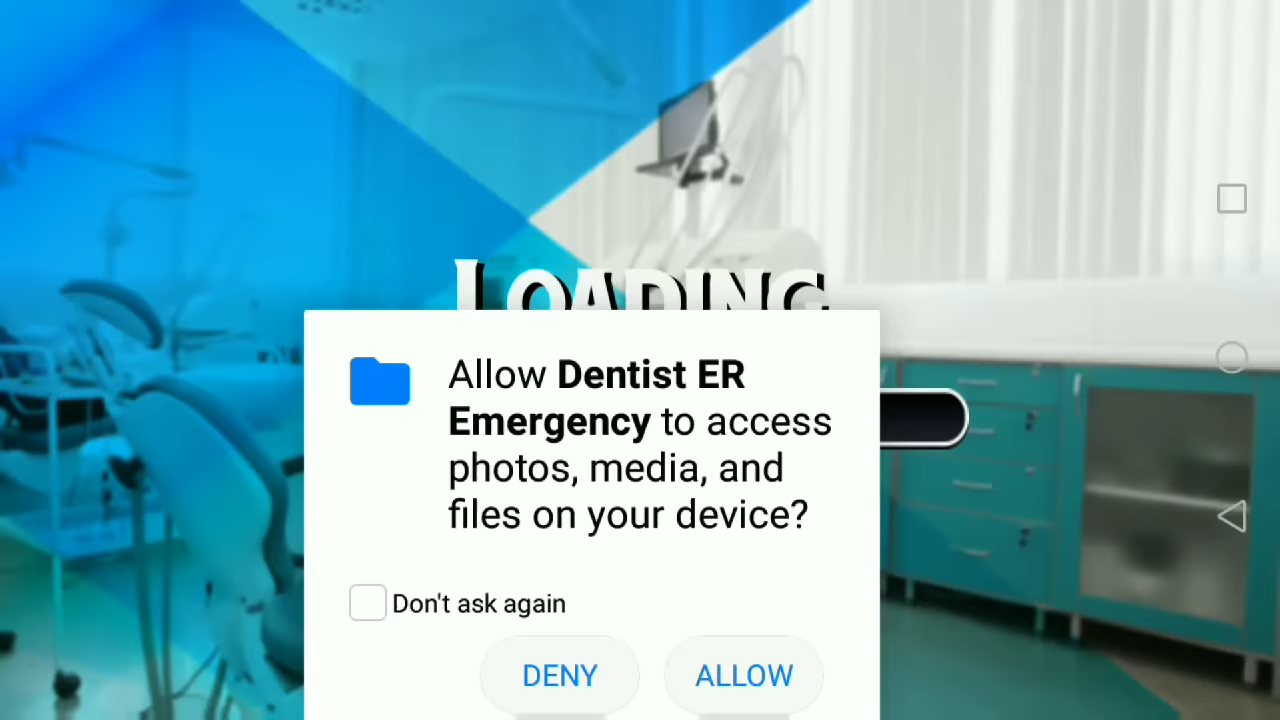 LOADING
Allow Dentist ER
Emergency to access
photos, media, and
files on your device?
Don't ask again
DENY
ALLOW